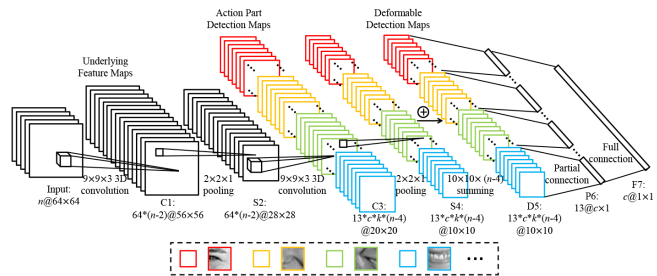 Action Part
Detection Maps
Deformable
Detection Maps
Underlying
Feature Maps
Input:
n@64×64
9×9×3 3D
convolution
C1:
64*(n-2)@56×56
2×2×1
pooling
S2:
64*(n-2)@28×28
9×9×3 3D
convolution
C3:
13*c*k*(n-4)
@20×20
2×2×1
pooling
S4:
13*c*k*(n-4)
@10×10
10×10×(n-4)
summing
D5:
13*c*k*(n-4)
@10×10
Partial
connection
P6:
13@c×1
Full
connection
F7:
c@1×1